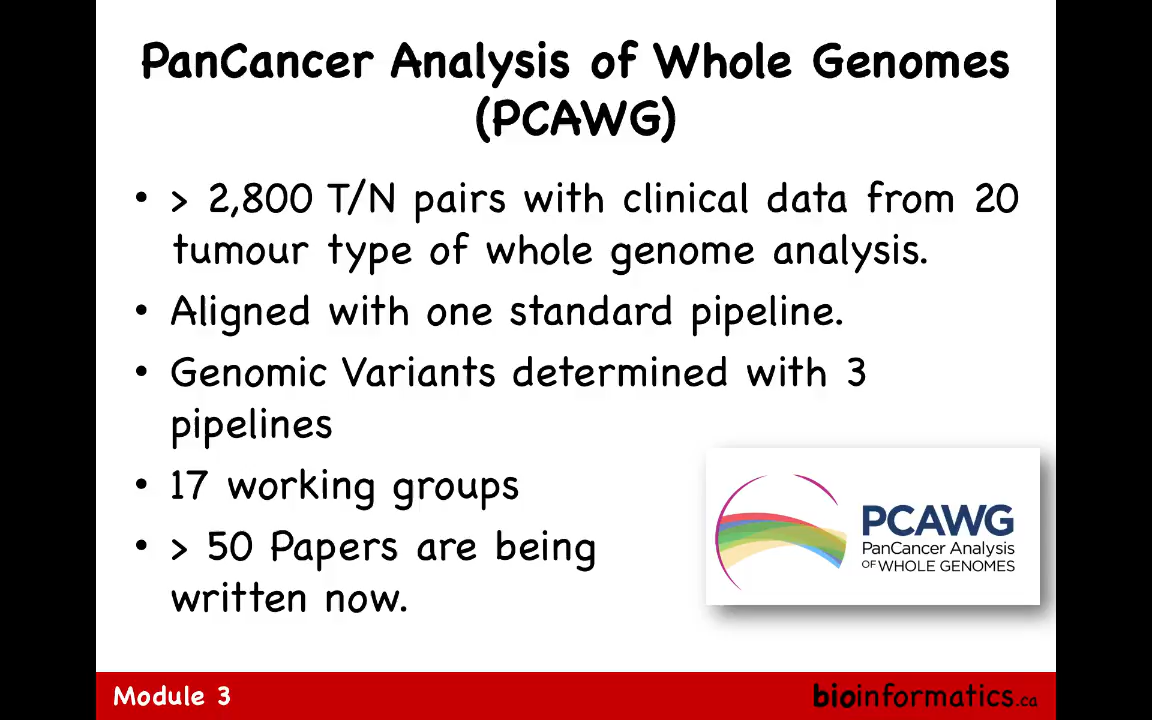 PanCancer Analysis of Whole Genomes
(PCAWG)
• > 2,800 T/N pairs with clinical data from 20
tumour type of whole genome analysis.
• Aligned with one standard pipeline.
• Genomic Variants determined with 3
pipelines
• 17 working groups
• > 50 Papers are being
written now.
PCAWG
PanCancer Analysis
OF WHOLE GENOMES
Module 3
bioinformatics.ca